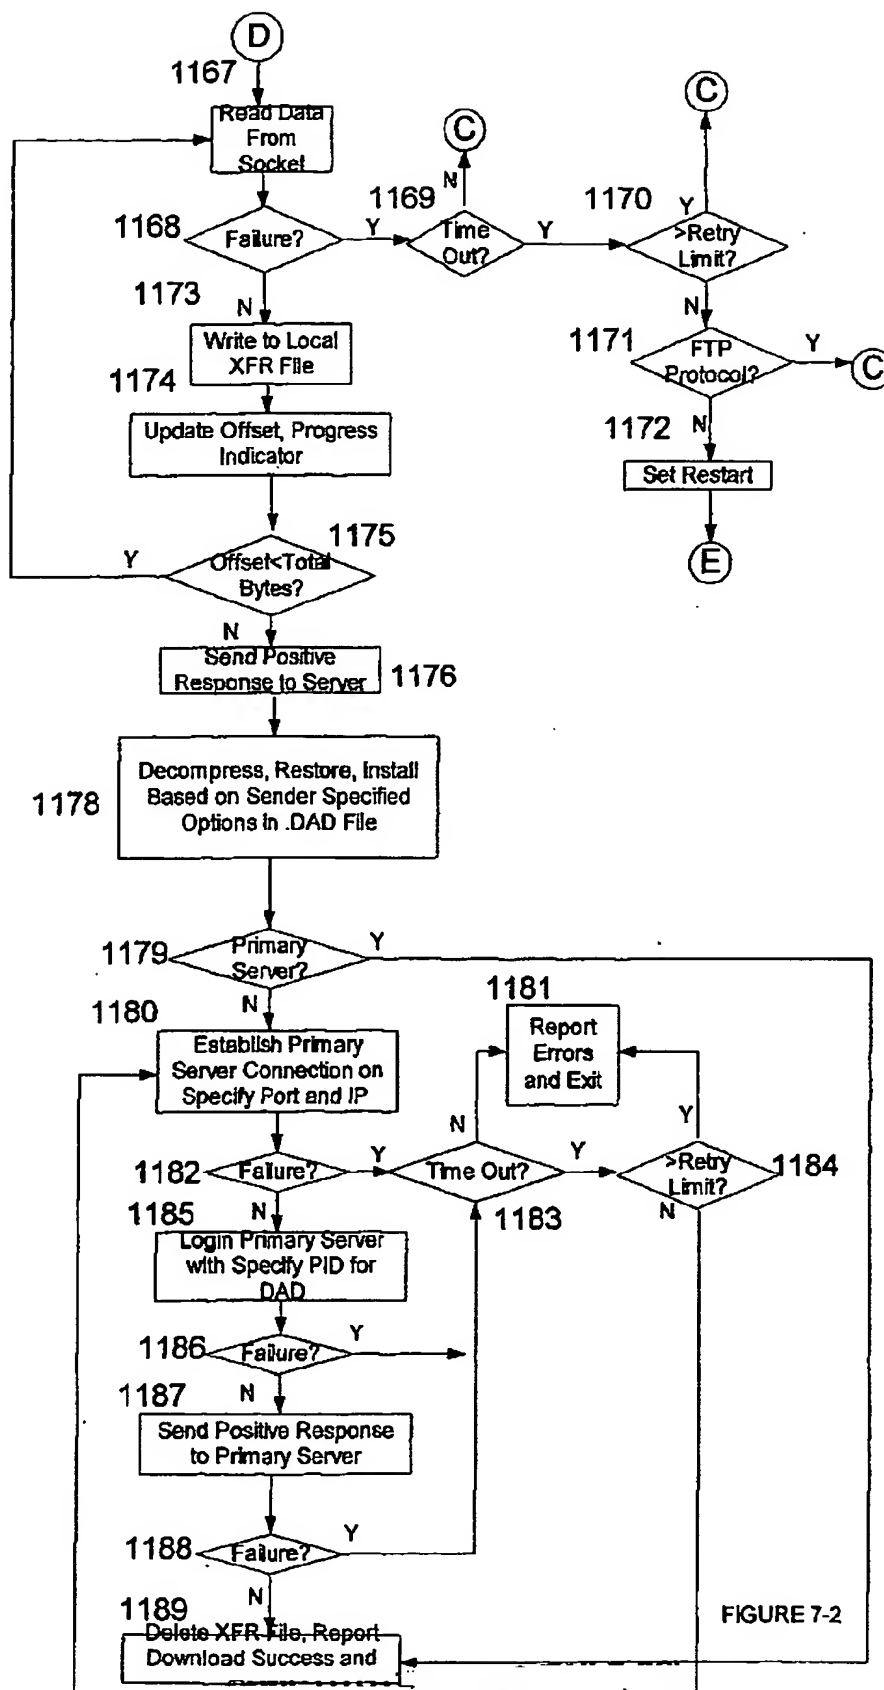 D
1167
Read Data
From
Socket
C
C
1168
Failure?
Y
1169
N
Time
Out?
Y
1170
Y
>Retry
Limit?
1173
N
N
Write to Local
XFR File
1171
FTP
Protocol?
Y
C
1174
Update Offset, Progress
Indicator
1172
N
Set Restart
E
1175
Y
Offset<Total
Bytes?
N
Send Positive
Response to Server
1176
1178
Decompress, Restore, Install
Based on Sender Specified
Options in .DAD File
1179
Primary
Server?
Y
N
1180
Establish Primary
Server Connection on
Specify Port and IP
1181
Report
Errors
and Exit
N
Y
1182
Failure?
Y
Time Out?
Y
>Retry
Limit?
1184
N
1183
N
1185
Login Primary Server
with Specify PID for
DAD
1186
Failure?
Y
N
1187
Send Positive Response
to Primary Server
1188
Failure?
Y
N
1189
Delete XFR File, Report
Download Success and
FIGURE 7-2